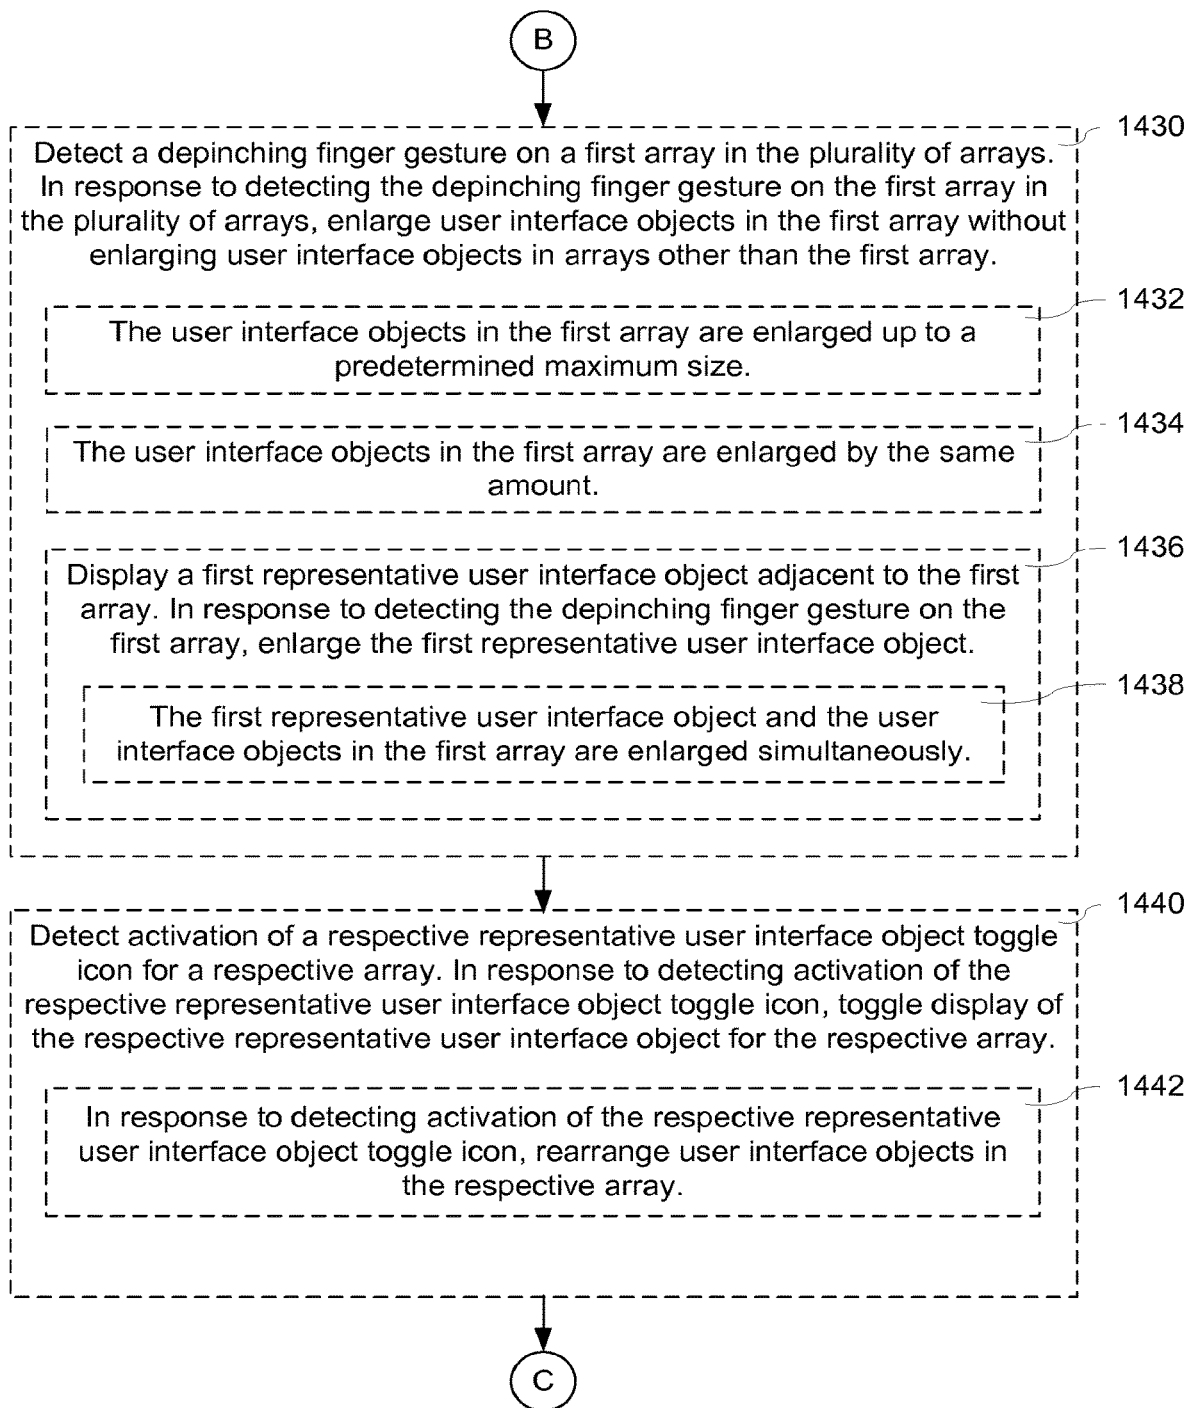 B
1430
Detect a depinching finger gesture on a first array in the plurality of arrays.
In response to detecting the depinching finger gesture on the first array in
the plurality of arrays, enlarge user interface objects in the first array without
enlarging user interface objects in arrays other than the first array.
1432
The user interface objects in the first array are enlarged up to a
predetermined maximum size.
1434
The user interface objects in the first array are enlarged by the same
amount.
1436
Display a first representative user interface object adjacent to the first
array. In response to detecting the depinching finger gesture on the
first array, enlarge the first representative user interface object.
1438
The first representative user interface object and the user
interface objects in the first array are enlarged simultaneously.
1440
Detect activation of a respective representative user interface object toggle
icon for a respective array. In response to detecting activation of the
respective representative user interface object toggle icon, toggle display of
the respective representative user interface object for the respective array.
1442
In response to detecting activation of the respective representative
user interface object toggle icon, rearrange user interface objects in
the respective array.
C